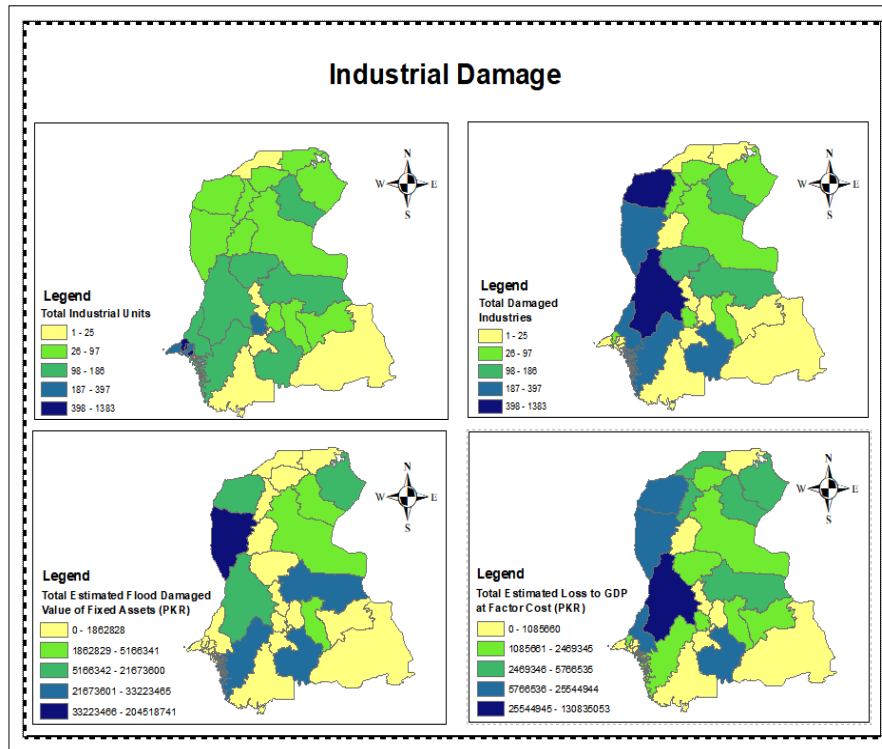 Industrial Damage
N
W E
S
Legend
Total Industrial Units
1 - 25
26 - 97
98 - 186
187 - 397
398 - 1383
N
W E
S
Legend
Total Damaged
Industries
1 - 25
26 - 97
98 - 186
187 - 397
398 - 1383
N
W E
S
Legend
Total Estimated Flood Damaged
Value of Fixed Assets (PKR)
0 - 1862828
1862829 - 5166341
5166342 - 21673600
21673601 - 33223465
33223466 - 204518741
N
W E
S
Legend
Total Estimated Loss to GDP
at Factor Cost (PKR)
0 - 1085660
1085661 - 2469345
2469346 - 5766535
5766536 - 25544944
25544945 - 130835053